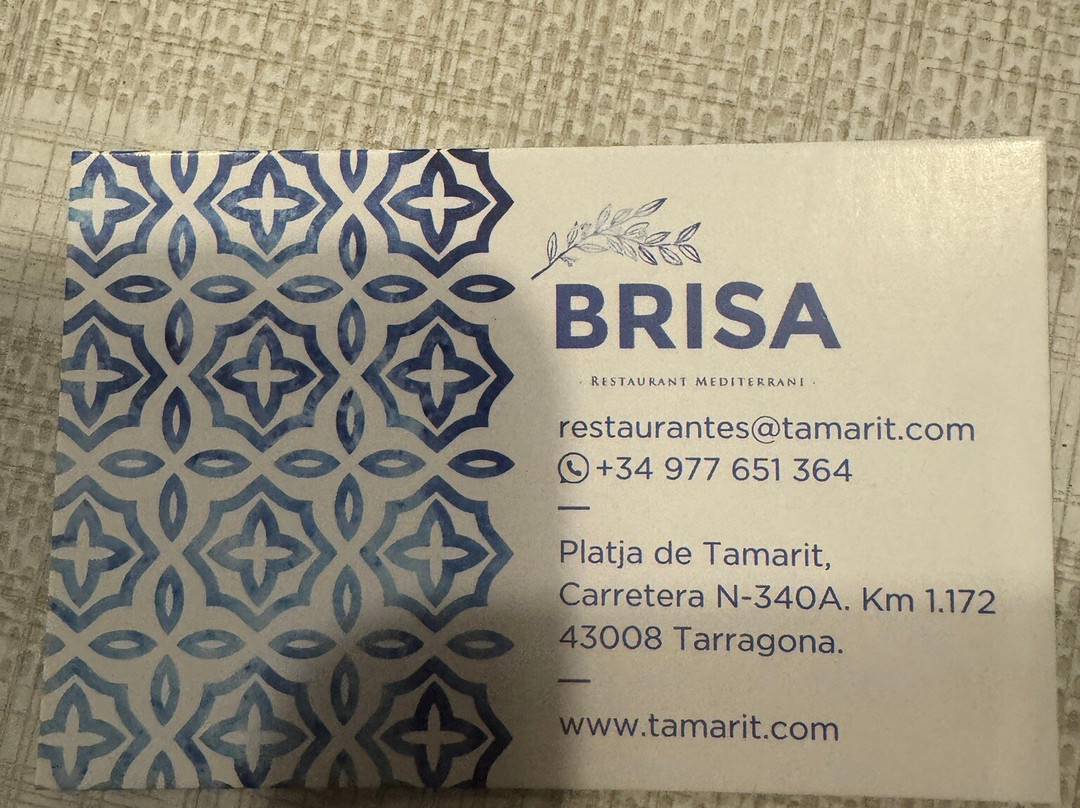 BRISA
· RESTAURANT MEDITERRANI ·
restaurantes@tamarit.com
+34 977 651 364
Platja de Tamarit,
Carretera N-340A. Km 1.172
43008 Tarragona.
www.tamarit.com